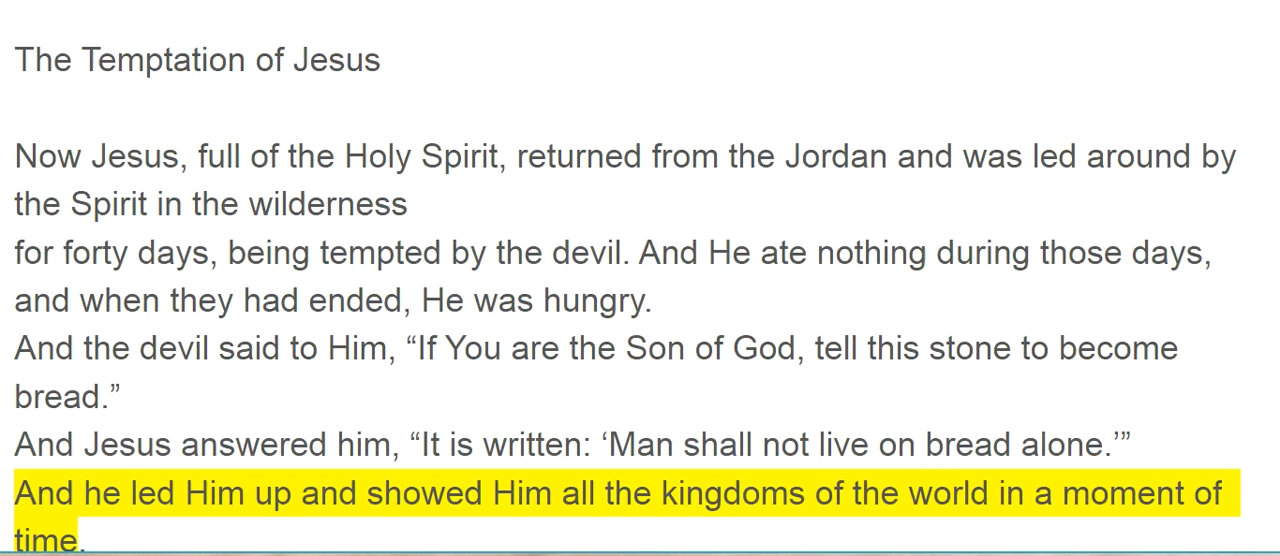 The Temptation of Jesus
Now Jesus, full of the Holy Spirit, returned from the Jordan and was led around by
the Spirit in the wilderness
for forty days, being tempted by the devil. And He ate nothing during those days,
and when they had ended, He was hungry.
And the devil said to Him, “If You are the Son of God, tell this stone to become
bread.”
And Jesus answered him, “It is written: ‘Man shall not live on bread alone.’”
And he led Him up and showed Him all the kingdoms of the world in a moment of
time.